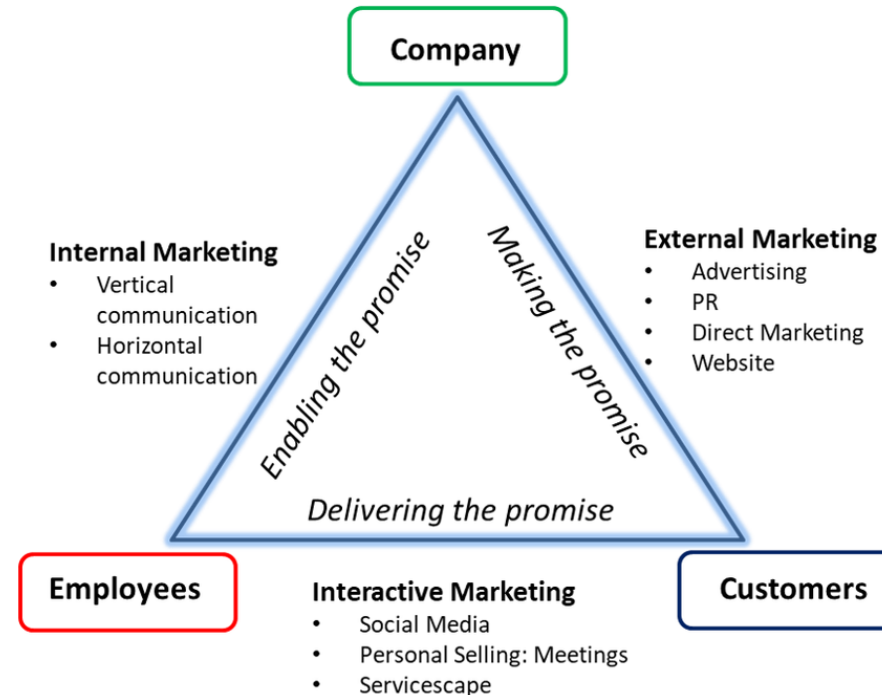 Company
Internal Marketing
• Vertical
communication
• Horizontal
communication
Enabling the promise
Making the promise
External Marketing
• Advertising
• PR
• Direct Marketing
• Website
Delivering the promise
Employees
Customers
Interactive Marketing
• Social Media
• Personal Selling: Meetings
• Servicescape